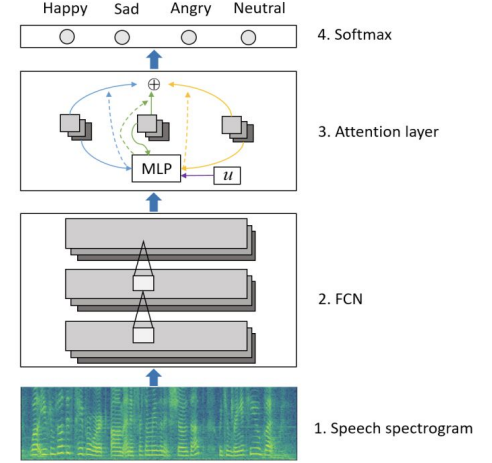 Happy Sad Angry Neutral
4. Softmax
3. Attention layer
MLP
u
2. FCN
1. Speech spectrogram